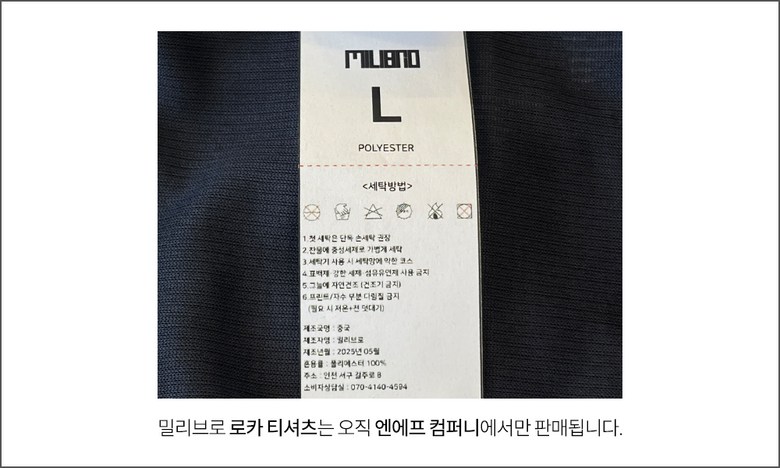 MILIBRO
L
POLYESTER
<세탁방법>
1.첫 세탁은 단독 손세탁 권장
2.찬물에 중성세제로 가볍게 세탁
3.세탁기 사용 시 세탁망에 약한 코스
4.표백제·강한 세제·섬유유연제 사용 금지
5.그늘에 자연건조 (건조기 금지)
6.프린트/자수 부분 다림질 금지
(필요 시 저온+천 덧대기)
제조국명 : 중국
제조자명 : 밀리브로
제조년월 : 2025년 05월
혼용률 : 폴리에스터 100%
주소 : 인천 서구 길주로 8
소비자상담실 : 070-4140-4594
밀리브로 로카 티셔츠는 오직 엔에프 컴퍼니에서만 판매됩니다.